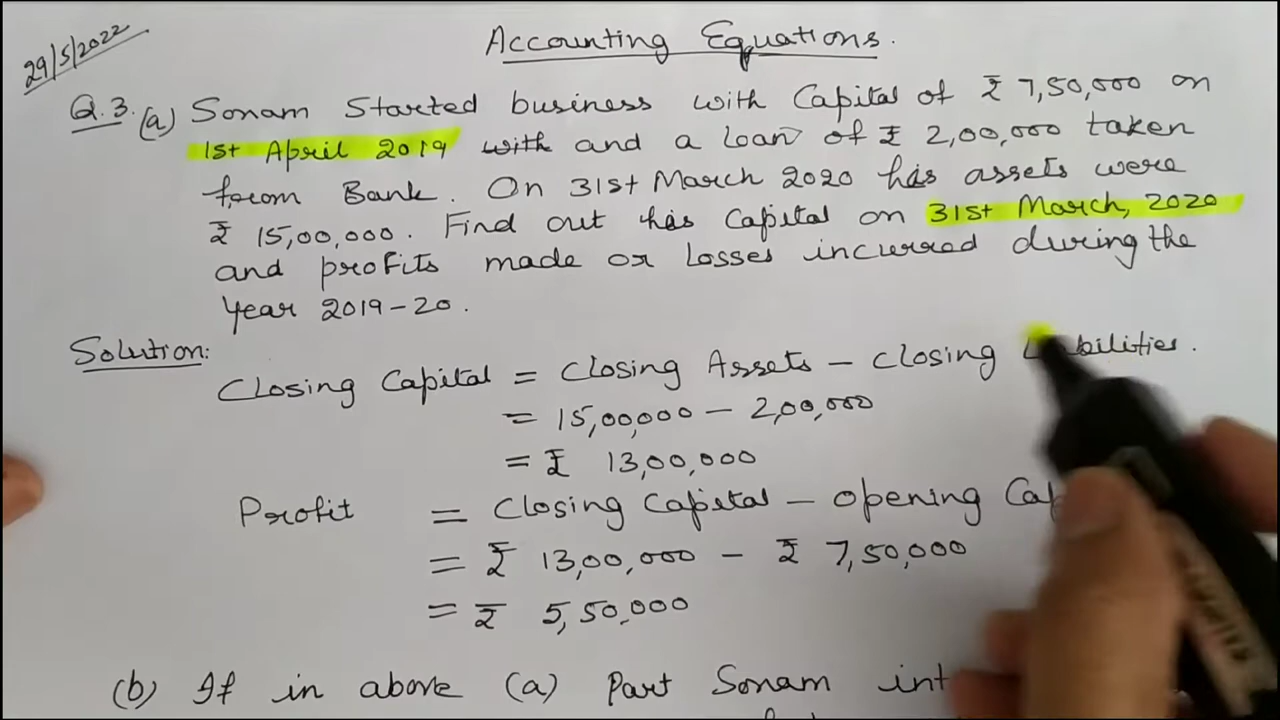 29/5/2022
Accounting Equations.
Q.3. (a) Sonam Started business with Capital of ₹ 7,50,000 on
1st April 2019 with and a loan of ₹ 2,00,000 taken
from Bank. On 31st March 2020 his assets were
₹ 15,00,000. Find out his Capital on 31st March, 2020
and profits made or losses incurred during the
Year 2019-20.
Solution:
Closing Capital = Closing Assets - Closing Liabilities.
= 15,00,000 - 2,00,000
= ₹ 13,00,000
Profit = Closing Capital - Opening Cap
= ₹ 13,00,000 - ₹ 7,50,000
= ₹ 5,50,000
(b) If in above (a) Part Sonam int